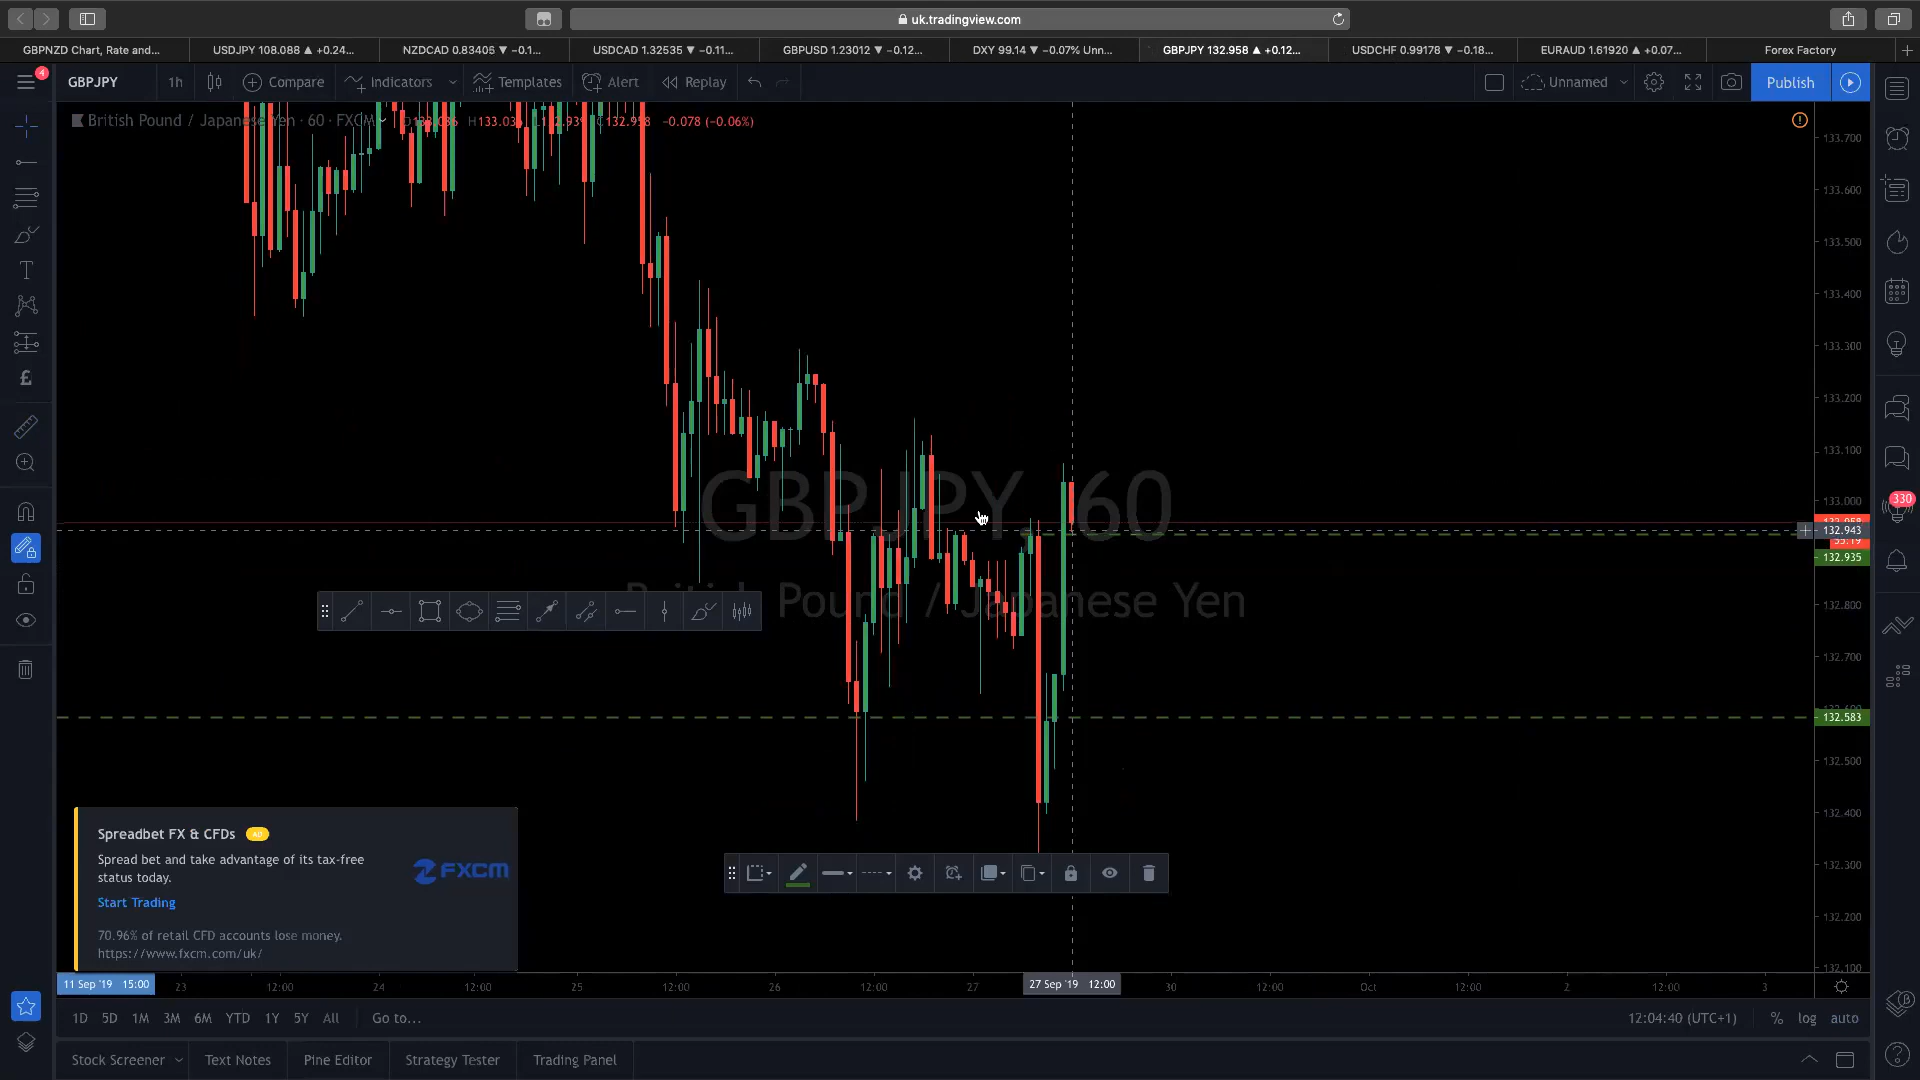 uk.tradingview.com
GBPNZD Chart, Rate and...
USDJPY 108.088 ▲ +0.24...
NZDCAD 0.83405 ▼ −0.1...
USDCAD 1.32535 ▼ −0.11...
GBPUSD 1.23012 ▼ −0.12...
DXY 99.14 ▼ −0.07% Unn...
GBPJPY 132.958 ▲ +0.12...
USDCHF 0.99178 ▼ −0.18...
EURAUD 1.61920 ▲ +0.07...
Forex Factory
4
GBPJPY
1h
Compare
Indicators
Templates
Alert
Replay
Unnamed
Publish
British Pound / Japanese Yen · 60 · FXCM
H133.03
132.958 −0.078 (−0.06%)
133.700
133.600
133.500
133.400
133.300
133.200
133.100
133.000
132.943
132.935
132.800
132.700
132.583
132.500
132.400
132.300
132.200
132.100
GBPJPY, 60
British Pound / Japanese Yen
330
Spreadbet FX & CFDs
AD
Spread bet and take advantage of its tax-free
status today.
FXCM
Start Trading
70.96% of retail CFD accounts lose money.
https://www.fxcm.com/uk/
11 Sep '19 15:00
23
12:00
24
12:00
25
12:00
26
12:00
27
27 Sep '19 12:00
30
12:00
Oct
12:00
2
12:00
3
1D
5D
1M
3M
6M
YTD
1Y
5Y
All
Go to...
12:04:40 (UTC+1)
%
log
auto
Stock Screener
Text Notes
Pine Editor
Strategy Tester
Trading Panel